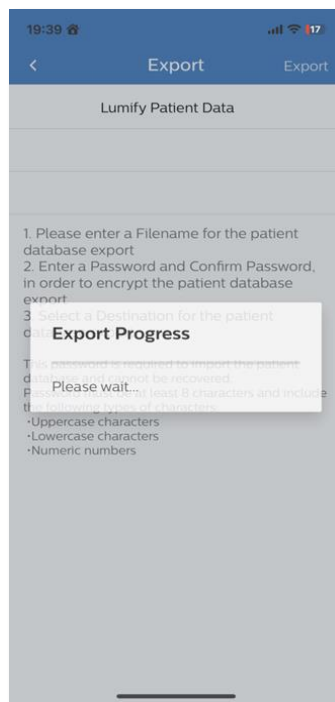 19:39
17
Export
Export
Lumify Patient Data
1. Please enter a Filename for the patient
database export
2. Enter a Password and Confirm Password,
in order to encrypt the patient database
export
3. Select a Destination for the patient
Export Progress
This password is required to import the patient
database and cannot be recovered.
Please wait...
Password must be at least 8 characters and include
the following types of characters:
•Uppercase characters
•Lowercase characters
•Numeric numbers